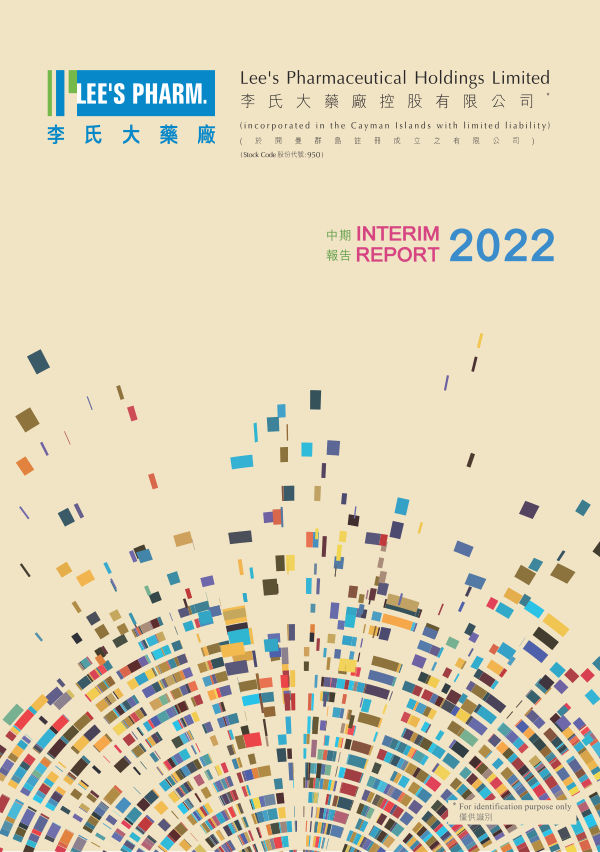 LEE'S PHARM.
李氏大藥廠
Lee's Pharmaceutical Holdings Limited
李氏大藥廠控股有限公司*
(incorporated in the Cayman Islands with limited liability)
(於開曼群島註冊成立之有限公司)
(Stock Code 股份代號: 950)
中期 INTERIM
報告 REPORT
2022
* For identification purpose only
僅供識別